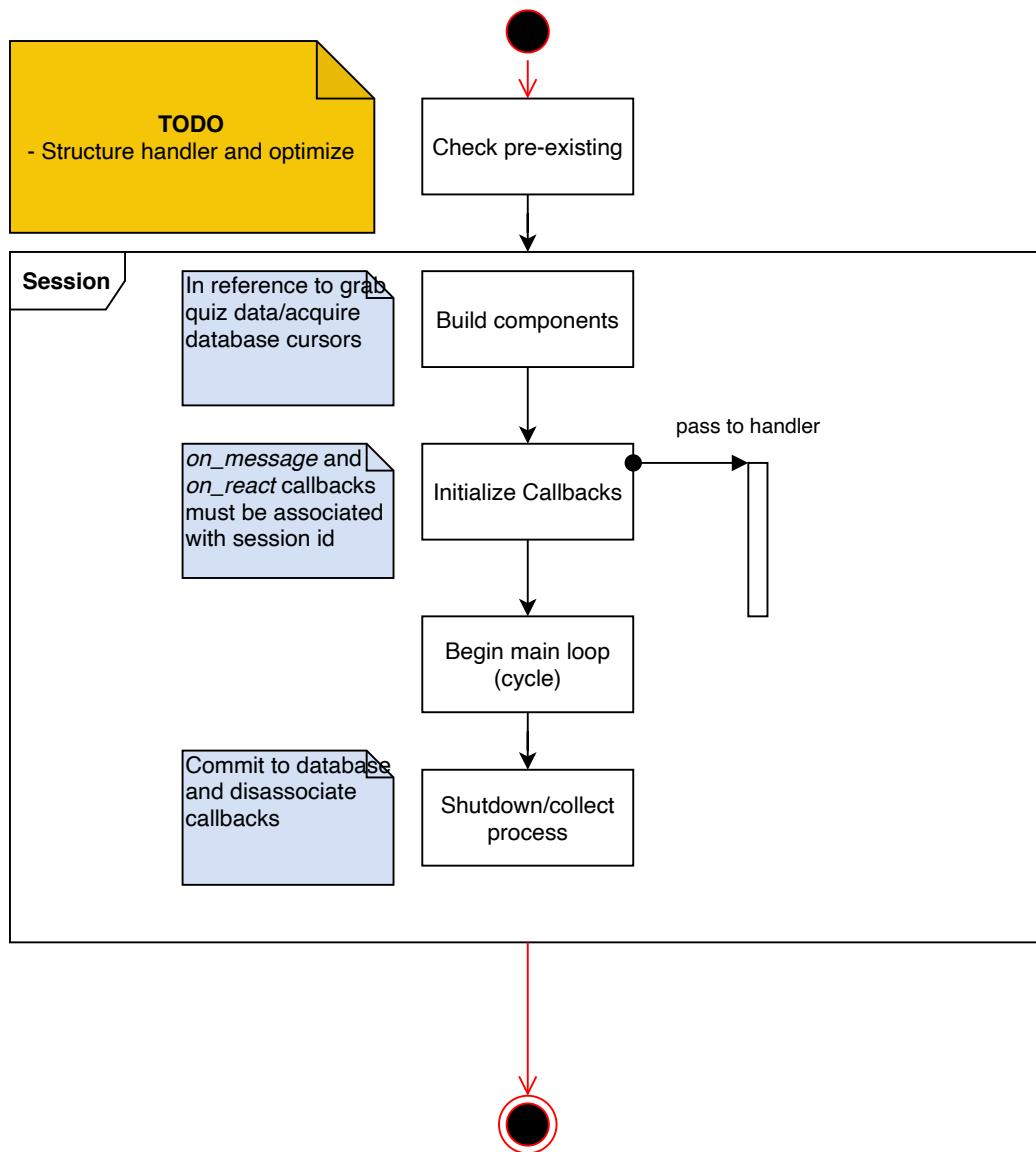 TODO
- Structure handler and optimize
Check pre-existing
Session
In reference to grab
quiz data/acquire
database cursors
Build components
pass to handler
on_message and
on_react callbacks
must be associated
with session id
Initialize Callbacks
Begin main loop
(cycle)
Commit to database
and disassociate
callbacks
Shutdown/collect
process